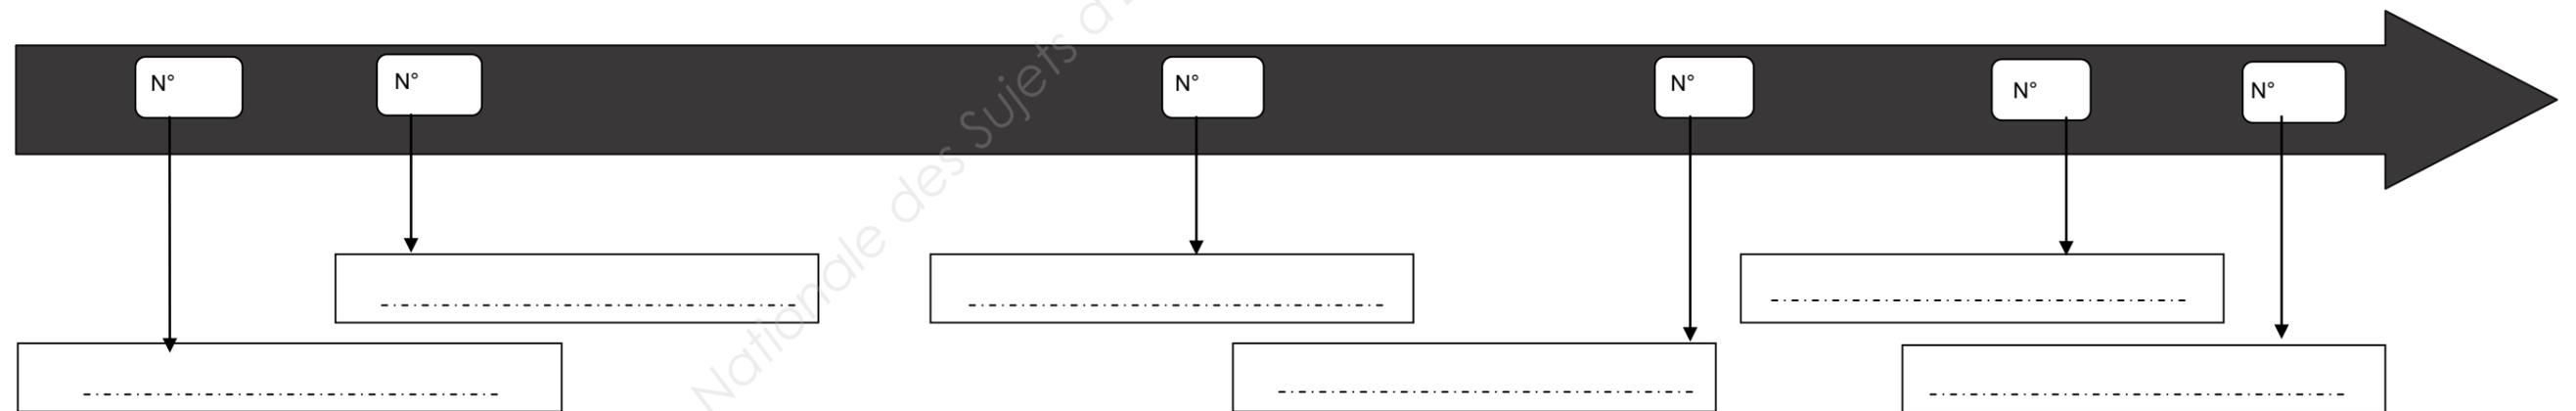 N° N° N° N° N° N°
Nationale des Sujets d'